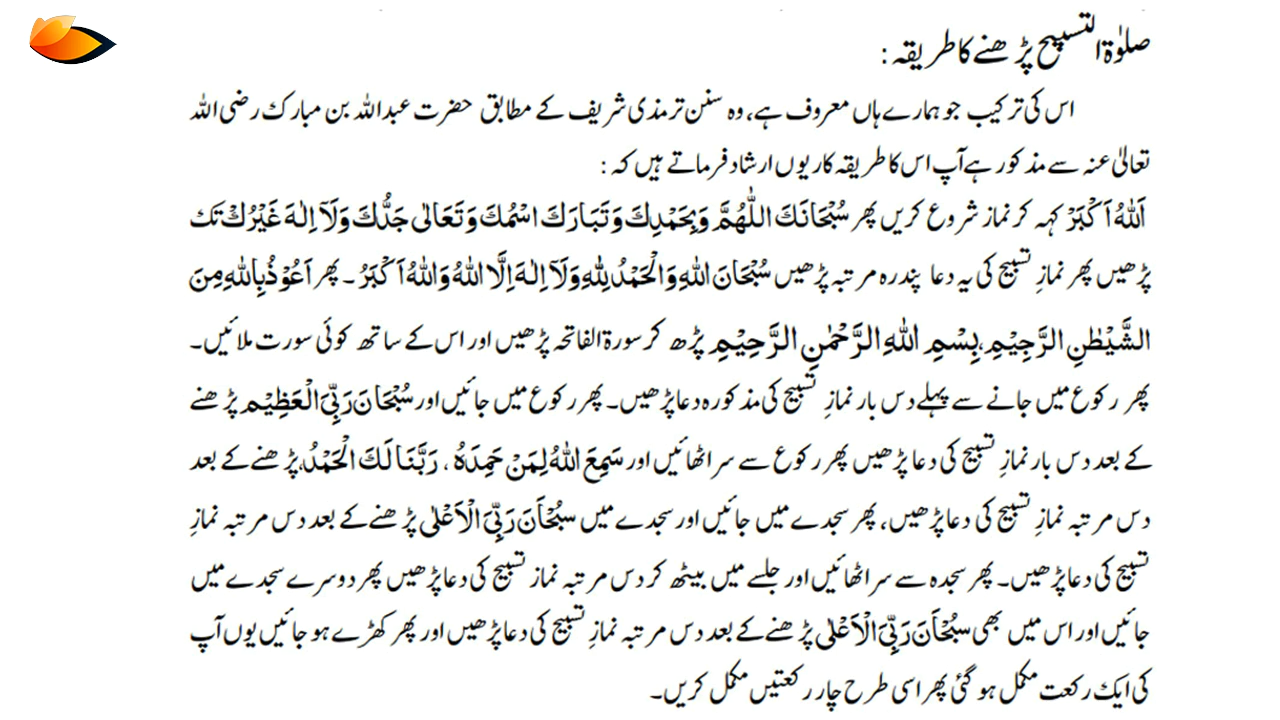 صلوٰۃ التسبیح پڑھنے کا طریقہ:
اس کی ترکیب جو ہمارے ہاں معروف ہے، وہ سنن ترمذی شریف کے مطابق حضرت عبداللہ بن مبارک رضی اللہ
تعالیٰ عنہ سے مذکور ہے آپ اس کا طریقہ کار یوں ارشاد فرماتے ہیں کہ:
اَللّٰهُ اَكْبَرْ کہہ کر نماز شروع کریں پھر سُبْحَانَكَ اللّٰهُمَّ وَبِحَمْدِكَ وَتَبَارَكَ اسْمُكَ وَتَعَالٰى جَدُّكَ وَلَآ اِلٰهَ غَيْرُكْ تک
پڑھیں پھر نمازِ تسبیح کی یہ دعا پندرہ مرتبہ پڑھیں سُبْحَانَ اللّٰهِ وَالْحَمْدُ لِلّٰهِ وَلَآ اِلٰهَ اِلَّا اللّٰهُ وَاللّٰهُ اَكْبَرُ ۔ پھر اَعُوْذُ بِاللّٰهِ مِنَ
الشَّيْطٰنِ الرَّجِيْمِ، بِسْمِ اللّٰهِ الرَّحْمٰنِ الرَّحِيْمِ پڑھ کر سورۃ الفاتحہ پڑھیں اور اس کے ساتھ کوئی سورت ملائیں۔
پھر رکوع میں جانے سے پہلے دس بار نمازِ تسبیح کی مذکورہ دعا پڑھیں۔ پھر رکوع میں جائیں اور سُبْحَانَ رَبِّىَ الْعَظِيْم پڑھنے
کے بعد دس بار نمازِ تسبیح کی دعا پڑھیں پھر رکوع سے سر اٹھائیں اور سَمِعَ اللّٰهُ لِمَنْ حَمِدَهُ، رَبَّنَا لَكَ الْحَمْدُ، پڑھنے کے بعد
دس مرتبہ نمازِ تسبیح کی دعا پڑھیں، پھر سجدے میں جائیں اور سجدے میں سُبْحَانَ رَبِّىَ الْاَعْلٰى پڑھنے کے بعد دس مرتبہ نمازِ
تسبیح کی دعا پڑھیں۔ پھر سجدہ سے سر اٹھائیں اور جلسے میں بیٹھ کر دس مرتبہ نماز تسبیح کی دعا پڑھیں پھر دوسرے سجدے میں
جائیں اور اس میں بھی سُبْحَانَ رَبِّىَ الْاَعْلٰى پڑھنے کے بعد دس مرتبہ نمازِ تسبیح کی دعا پڑھیں اور پھر کھڑے ہو جائیں یوں آپ
کی ایک رکعت مکمل ہو گئی پھر اسی طرح چار رکعتیں مکمل کریں۔